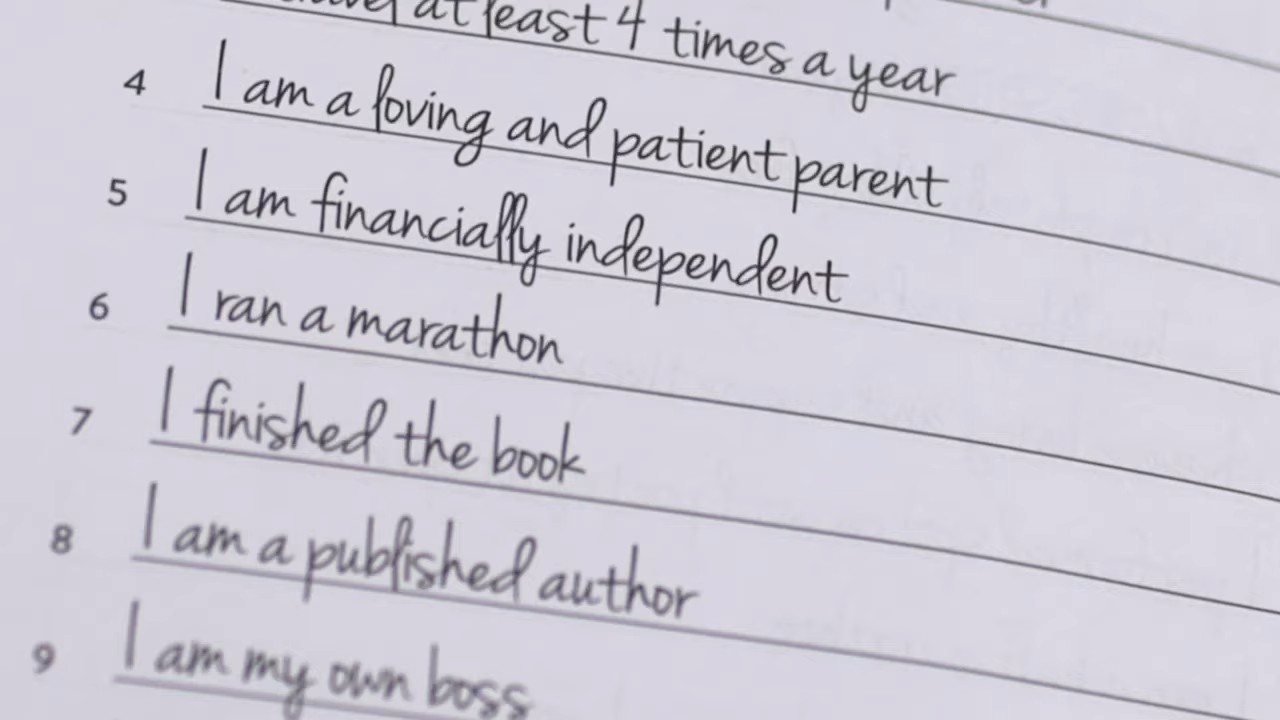 at least 4 times a year
4 I am a loving and patient parent
5 I am financially independent
6 I ran a marathon
7 I finished the book
8 I am a published author
9 I am my own boss